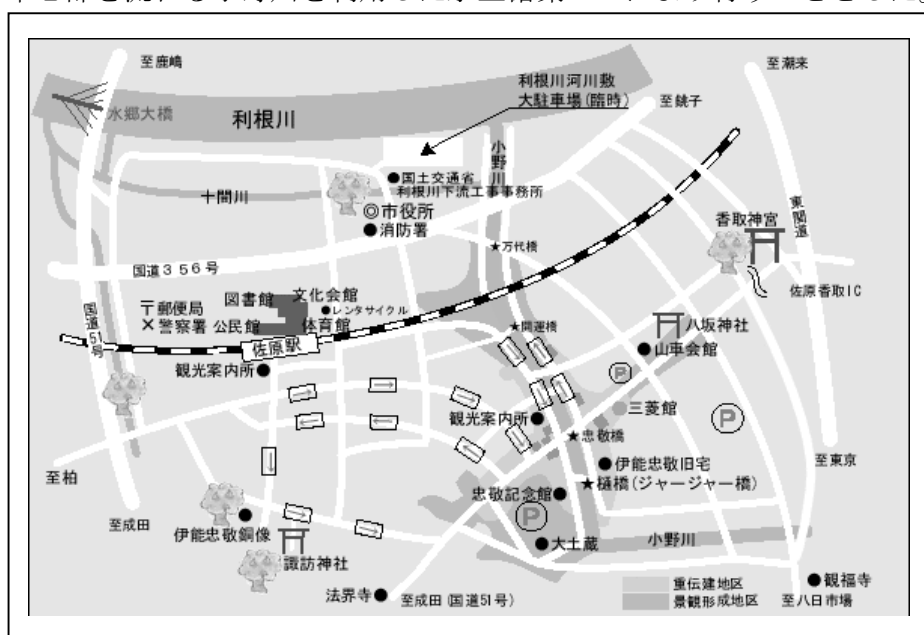 至鹿嶋
至潮来
利根川河川敷
大駐車場(臨時)
至銚子
水郷大橋
利根川
小野川
国土交通省
利根川下流工事事務所
十間川
市役所
消防署
香取神宮
東関道
★万代橋
国道356号
佐原香取IC
国道51号
〒郵便局
図書館
文化会館
レンタサイクル
警察署
公民館
体育館
★開運橋
八坂神社
佐原駅
山車会館
観光案内所
P
三菱館
観光案内所
P
★忠敬橋
伊能忠敬旧宅
至東京
至柏
★樋橋(ジャージャー橋)
忠敬記念館
P
至成田
伊能忠敬銅像
大土蔵
小野川
諏訪神社
重伝建地区
観福寺
法界寺
至成田(国道51号)
景観形成地区
至八日市場